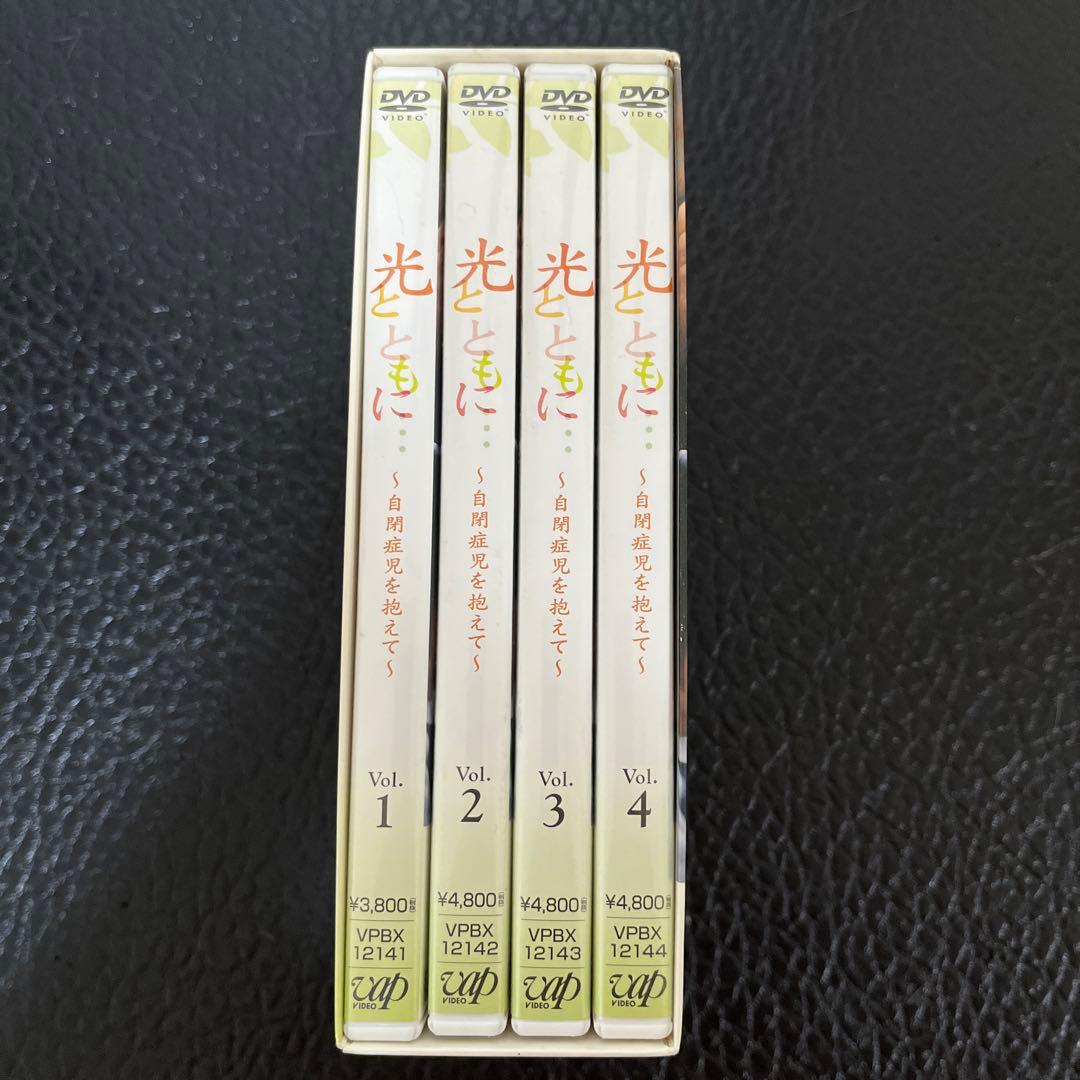 DVD
VIDEO
光とともに…
～自閉症児を抱えて～
Vol.
1
¥3,800
VPBX
12141
vap
VIDEO
DVD
VIDEO
光とともに…
～自閉症児を抱えて～
Vol.
2
¥4,800
VPBX
12142
vap
VIDEO
DVD
VIDEO
光とともに…
～自閉症児を抱えて～
Vol.
3
¥4,800
VPBX
12143
vap
VIDEO
DVD
VIDEO
光とともに…
～自閉症児を抱えて～
Vol.
4
¥4,800
VPBX
12144
vap
VIDEO